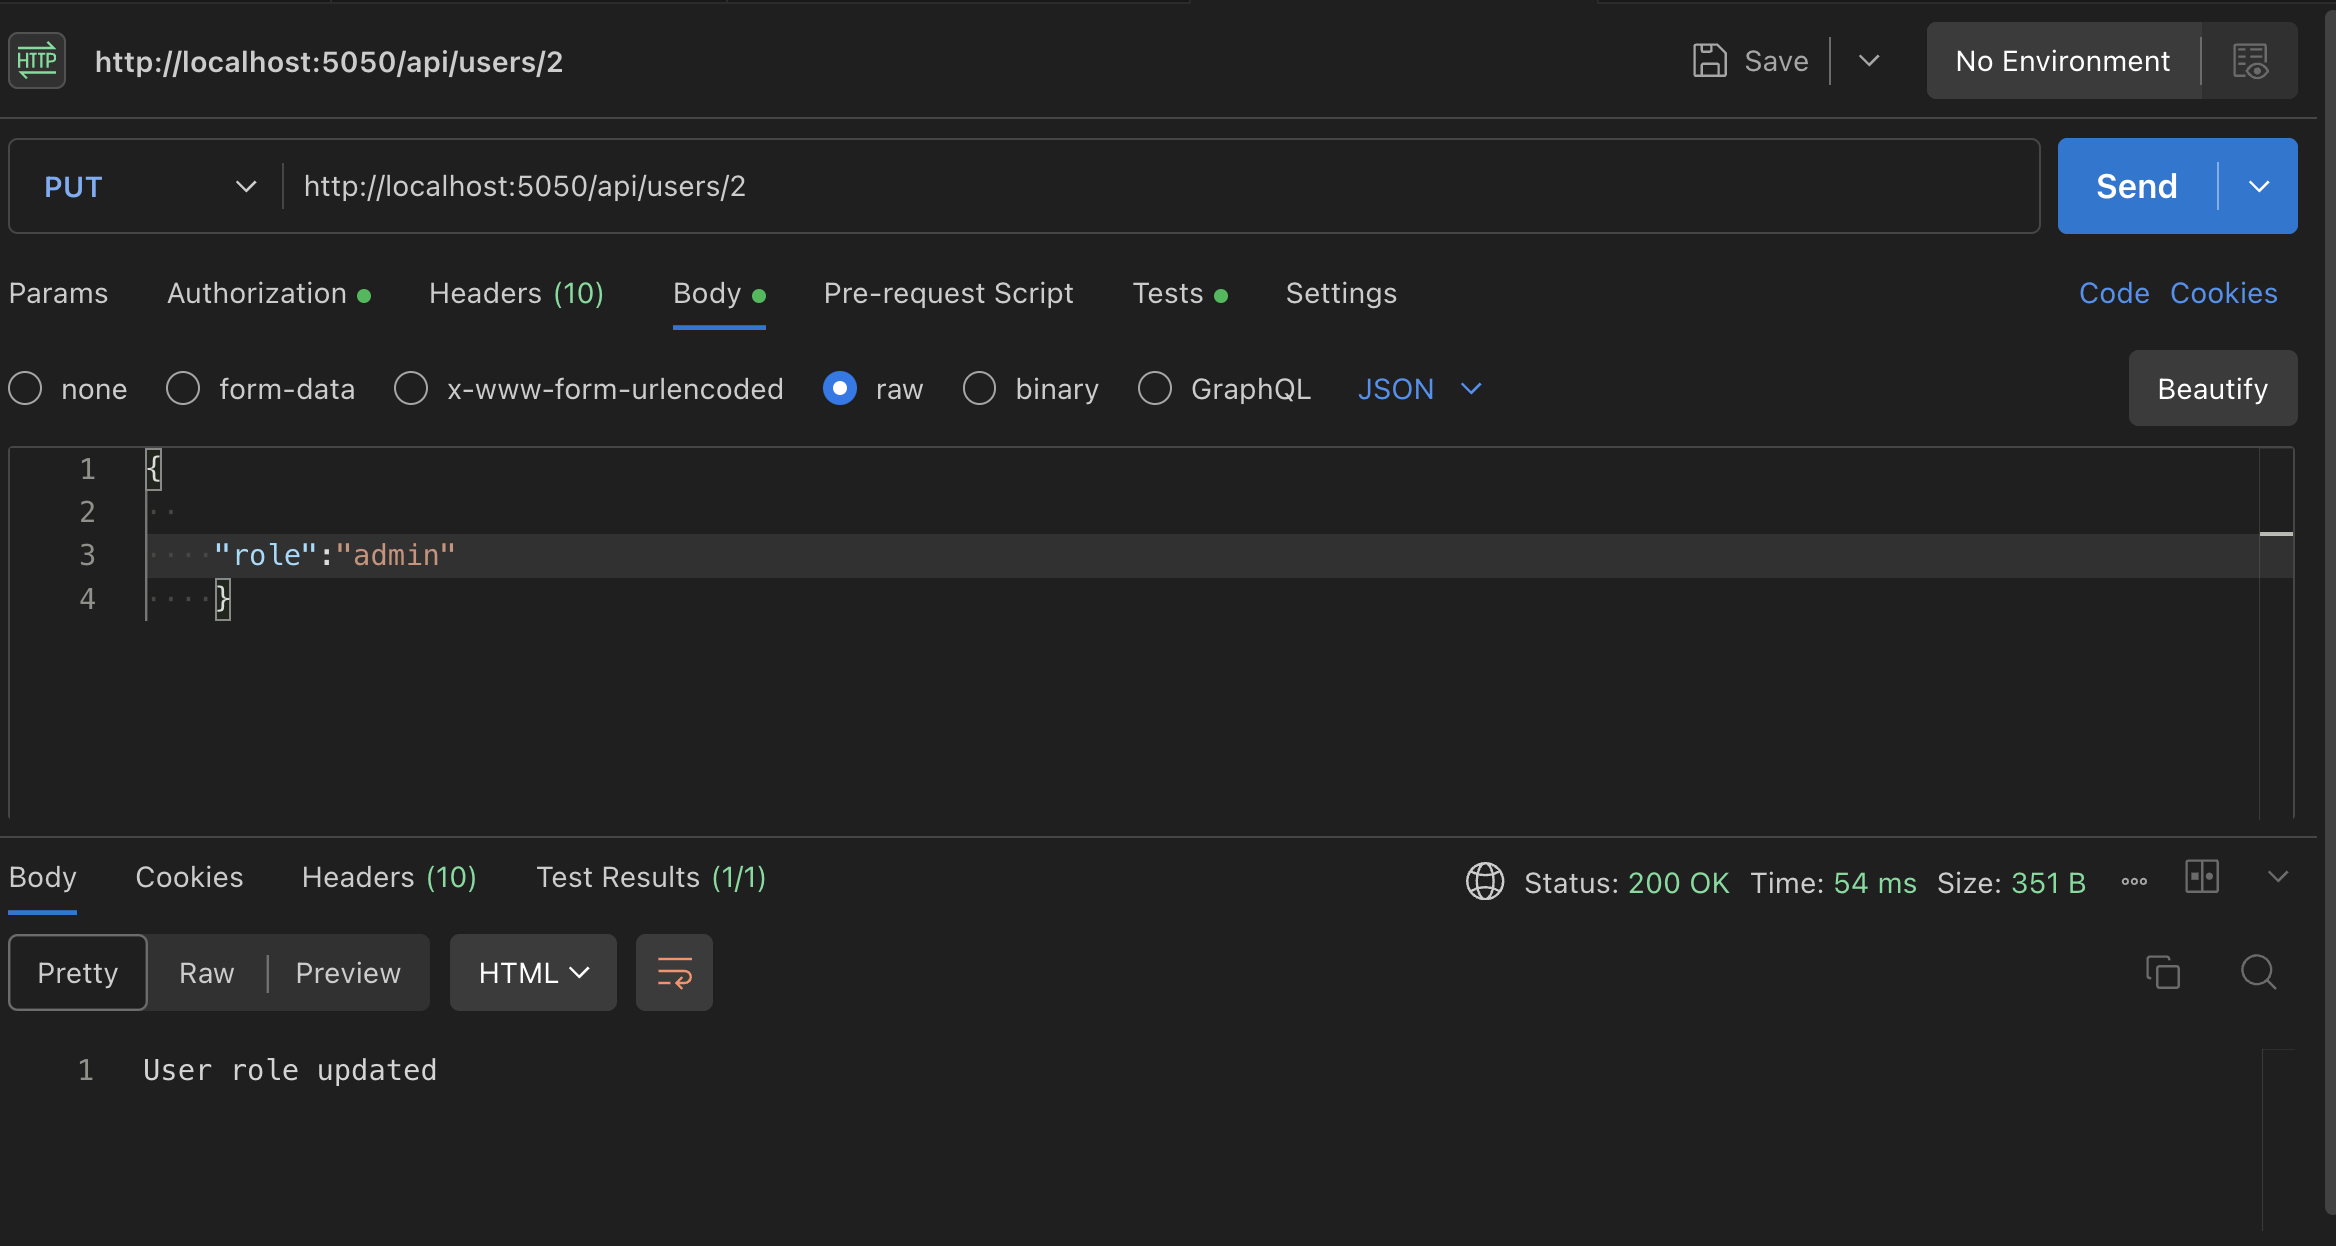 HTTP http://localhost:5050/api/users/2 Save No Environment
PUT http://localhost:5050/api/users/2 Send
Params Authorization Headers (10) Body Pre-request Script Tests Settings Code Cookies
none form-data x-www-form-urlencoded raw binary GraphQL JSON Beautify
1 {
2
3 "role":"admin"
4 }
Body Cookies Headers (10) Test Results (1/1) Status: 200 OK Time: 54 ms Size: 351 B
Pretty Raw Preview HTML
1 User role updated